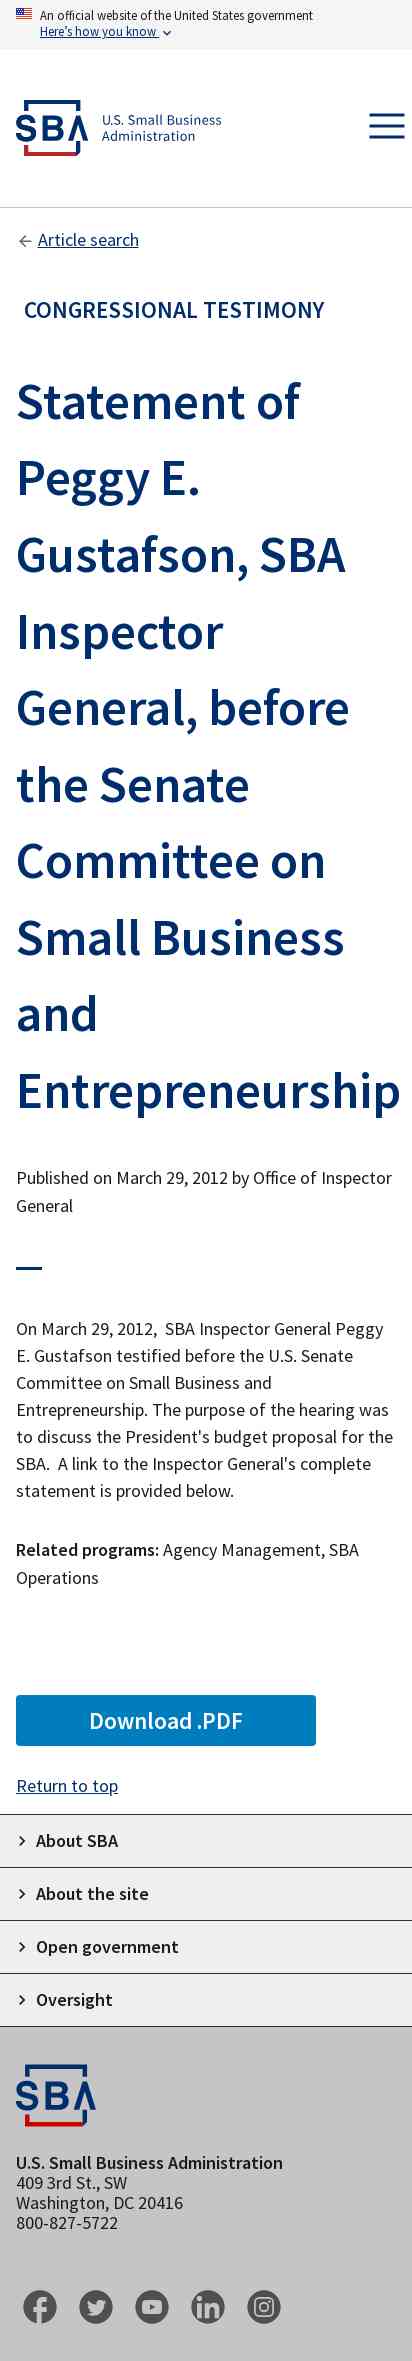 An official website of the United States government
Here's how you know
SBA
U.S. Small Business
Administration
Article search
CONGRESSIONAL TESTIMONY
Statement of
Peggy E.
Gustafson, SBA
Inspector
General, before
the Senate
Committee on
Small Business
and
Entrepreneurship
Published on March 29, 2012 by Office of Inspector
General
On March 29, 2012,  SBA Inspector General Peggy
E. Gustafson testified before the U.S. Senate
Committee on Small Business and
Entrepreneurship. The purpose of the hearing was
to discuss the President's budget proposal for the
SBA.  A link to the Inspector General's complete
statement is provided below.
Related programs: Agency Management, SBA
Operations
Download .PDF
Return to top
About SBA
About the site
Open government
Oversight
SBA
U.S. Small Business Administration
409 3rd St., SW
Washington, DC 20416
800-827-5722